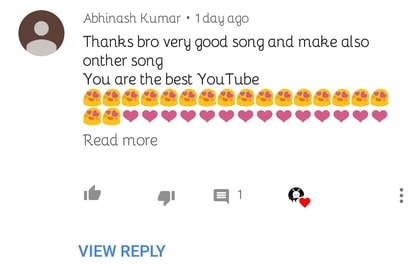 Abhinash Kumar • 1 day ago
Thanks bro very good song and make also
onther song
You are the best YouTube
😍😍😍😍😍😍😍😍😍😍😍😍😍😍😍😍
😍😍❤❤❤❤❤❤❤❤❤❤❤❤❤❤
Read more
1
VIEW REPLY